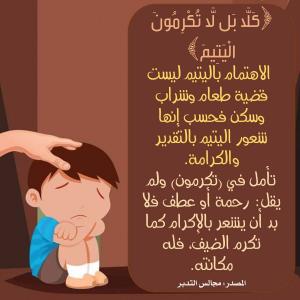 ﴿كَلَّا بَل لَّا تُكْرِمُونَ
الْيَتِيمَ﴾
الاهتمام باليتيم ليست
قضية طعام وشراب
وسكن فحسب إنها
شعور اليتيم بالتقدير
والكرامة.
تأمل في (تكرمون) ولم
يقل: رحمة أو عطف فلا
بد أن يشعر بالإكرام كما
تكرم الضيف، فله
مكانته.
المصدر: مجالس التدبر